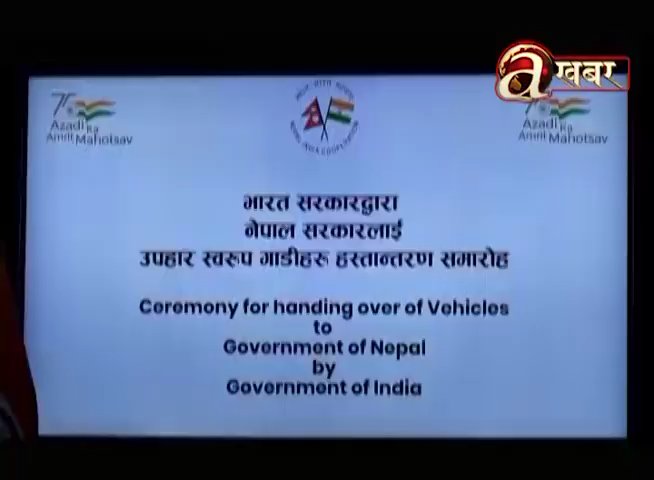 a खबर
Azadi Ka
Amrit Mahotsav
Azadi Ka
Amrit Mahotsav
भारत सरकारद्वारा
नेपाल सरकारलाई
उपहार स्वरुप गाडीहरु हस्तान्तरण समारोह
Ceremony for handing over of Vehicles
to
Government of Nepal
by
Government of India